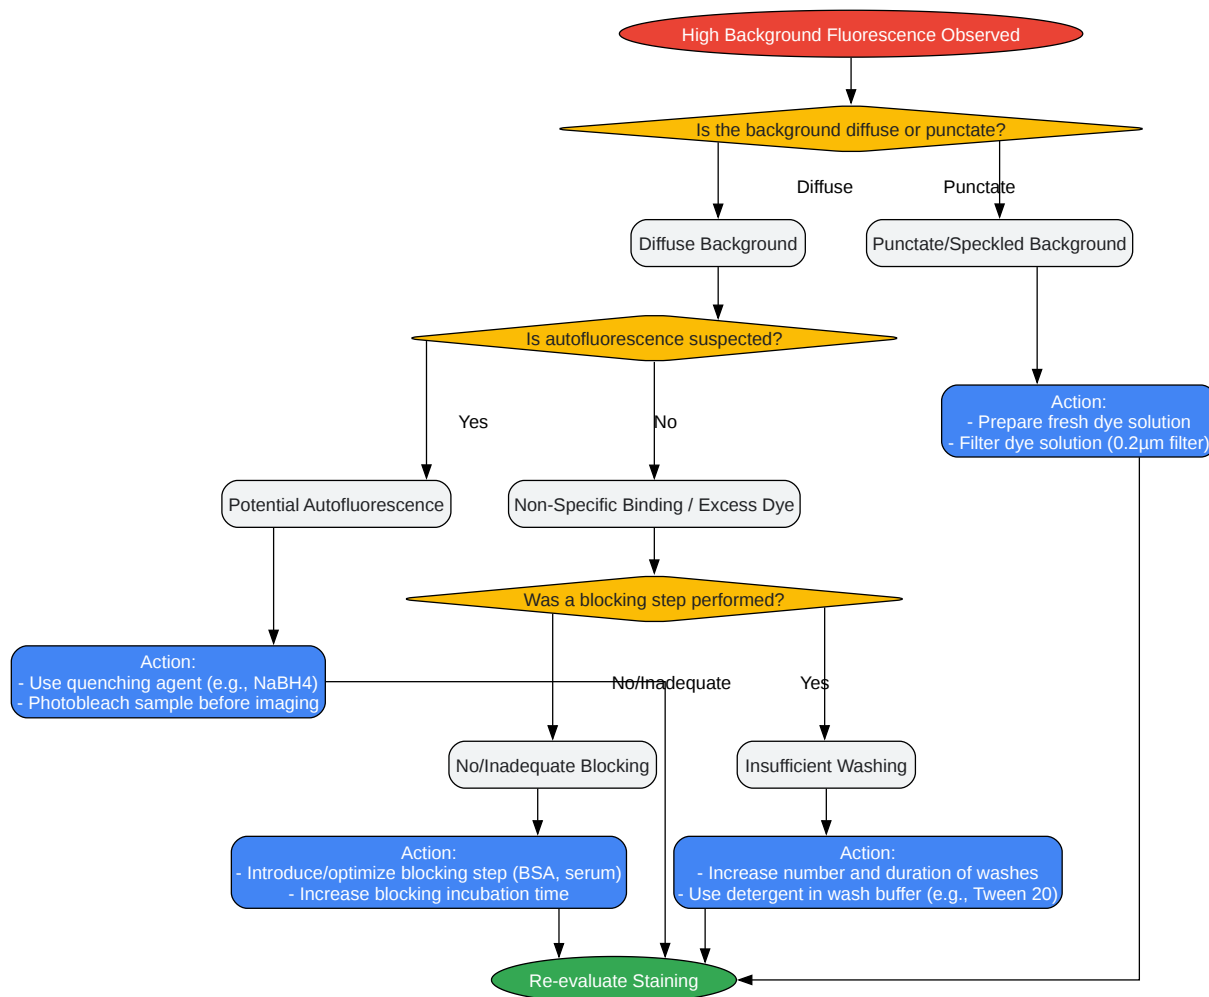 High Background Fluorescence Observed
Is the background diffuse or punctate?
Diffuse
Punctate
Diffuse Background
Punctate/Speckled Background
Is autofluorescence suspected?
Yes
No
Action:
- Prepare fresh dye solution
- Filter dye solution (0.2µm filter)
Potential Autofluorescence
Non-Specific Binding / Excess Dye
Was a blocking step performed?
Action:
- Use quenching agent (e.g., NaBH4)
- Photobleach sample before imaging
No/Inadequate
Yes
No/Inadequate Blocking
Insufficient Washing
Action:
- Introduce/optimize blocking step (BSA, serum)
- Increase blocking incubation time
Action:
- Increase number and duration of washes
- Use detergent in wash buffer (e.g., Tween 20)
Re-evaluate Staining